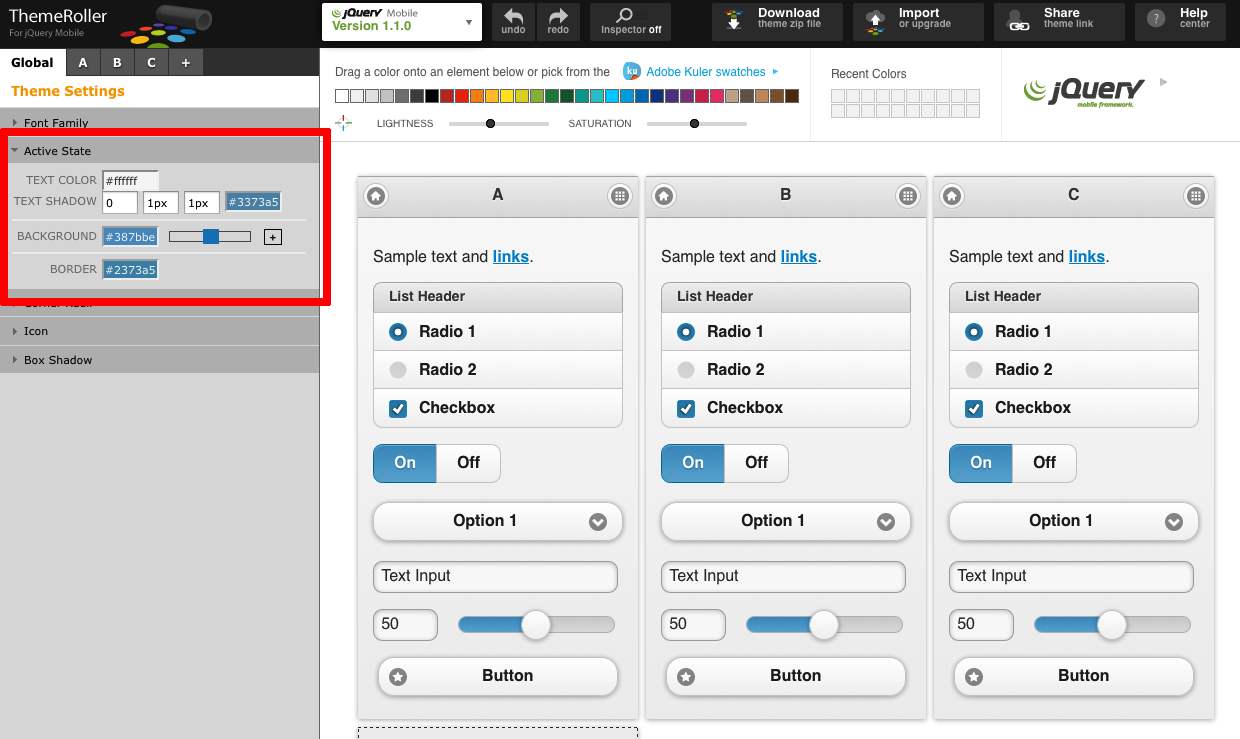 ThemeRoller
For jQuery Mobile
jQuery Mobile
Version 1.1.0
undo
redo
Inspector off
Download
theme zip file
Import
or upgrade
Share
theme link
?
Help
center
Global
A
B
C
+
Theme Settings
Font Family
Active State
TEXT COLOR #ffffff
TEXT SHADOW 0 1px 1px #3373a5
BACKGROUND #387bbe +
BORDER #2373a5
Icon
Box Shadow
Drag a color onto an element below or pick from the ku Adobe Kuler swatches
LIGHTNESS SATURATION
Recent Colors
jQuery
mobile framework.
A
Sample text and links.
List Header
Radio 1
Radio 2
Checkbox
On Off
Option 1
Text Input
50
Button
B
Sample text and links.
List Header
Radio 1
Radio 2
Checkbox
On Off
Option 1
Text Input
50
Button
C
Sample text and links.
List Header
Radio 1
Radio 2
Checkbox
On Off
Option 1
Text Input
50
Button